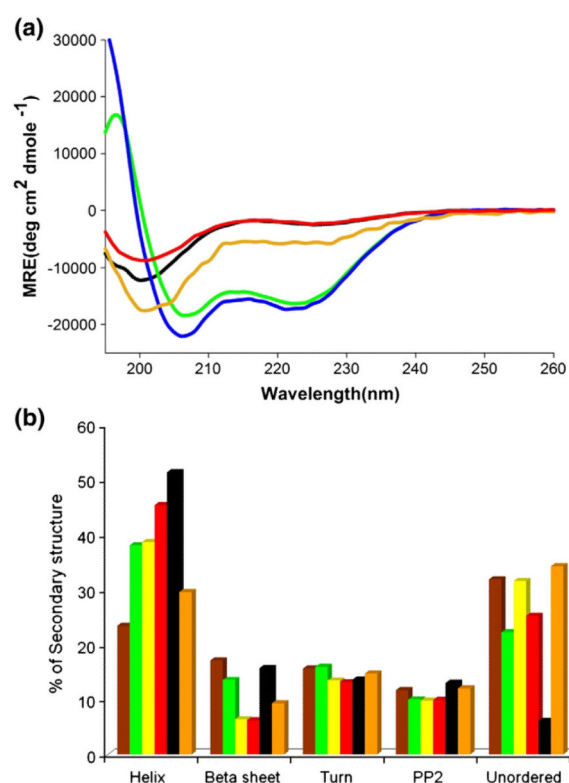 (a)
30000
20000
10000
0
-10000
-20000
MRE(deg cm² dmole ⁻¹)
200 210 220 230 240 250 260
Wavelength(nm)
(b)
60
50
40
30
20
10
0
% of Secondary structure
Helix Beta sheet Turn PP2 Unordered